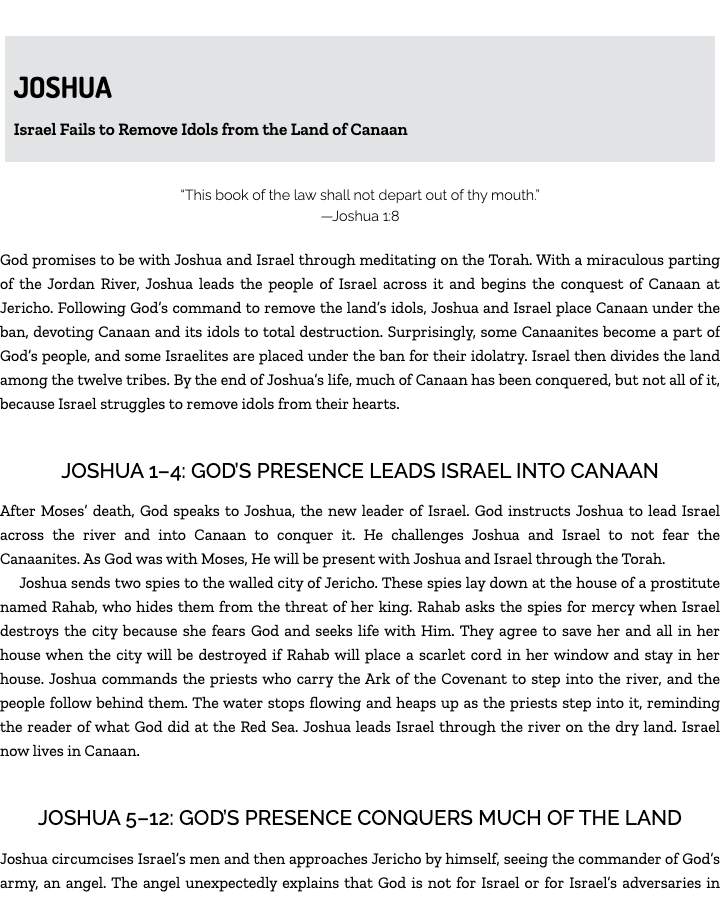 JOSHUA
Israel Fails to Remove Idols from the Land of Canaan
“This book of the law shall not depart out of thy mouth.”
—Joshua 1:8
God promises to be with Joshua and Israel through meditating on the Torah. With a miraculous parting
of the Jordan River, Joshua leads the people of Israel across it and begins the conquest of Canaan at
Jericho. Following God’s command to remove the land’s idols, Joshua and Israel place Canaan under the
ban, devoting Canaan and its idols to total destruction. Surprisingly, some Canaanites become a part of
God’s people, and some Israelites are placed under the ban for their idolatry. Israel then divides the land
among the twelve tribes. By the end of Joshua’s life, much of Canaan has been conquered, but not all of it,
because Israel struggles to remove idols from their hearts.
JOSHUA 1–4: GOD’S PRESENCE LEADS ISRAEL INTO CANAAN
After Moses’ death, God speaks to Joshua, the new leader of Israel. God instructs Joshua to lead Israel
across the river and into Canaan to conquer it. He challenges Joshua and Israel to not fear the
Canaanites. As God was with Moses, He will be present with Joshua and Israel through the Torah.
Joshua sends two spies to the walled city of Jericho. These spies lay down at the house of a prostitute
named Rahab, who hides them from the threat of her king. Rahab asks the spies for mercy when Israel
destroys the city because she fears God and seeks life with Him. They agree to save her and all in her
house when the city will be destroyed if Rahab will place a scarlet cord in her window and stay in her
house. Joshua commands the priests who carry the Ark of the Covenant to step into the river, and the
people follow behind them. The water stops flowing and heaps up as the priests step into it, reminding
the reader of what God did at the Red Sea. Joshua leads Israel through the river on the dry land. Israel
now lives in Canaan.
JOSHUA 5–12: GOD’S PRESENCE CONQUERS MUCH OF THE LAND
Joshua circumcises Israel’s men and then approaches Jericho by himself, seeing the commander of God’s
army, an angel. The angel unexpectedly explains that God is not for Israel or for Israel’s adversaries in